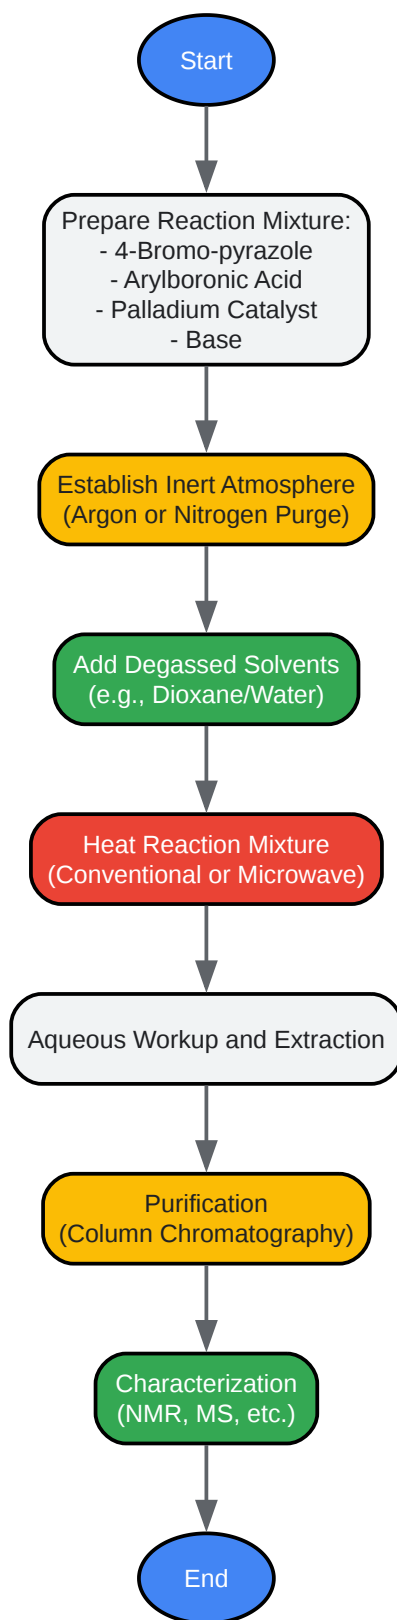 Start
Prepare Reaction Mixture:
- 4-Bromo-pyrazole
- Arylboronic Acid
- Palladium Catalyst
- Base
Establish Inert Atmosphere
(Argon or Nitrogen Purge)
Add Degassed Solvents
(e.g., Dioxane/Water)
Heat Reaction Mixture
(Conventional or Microwave)
Aqueous Workup and Extraction
Purification
(Column Chromatography)
Characterization
(NMR, MS, etc.)
End